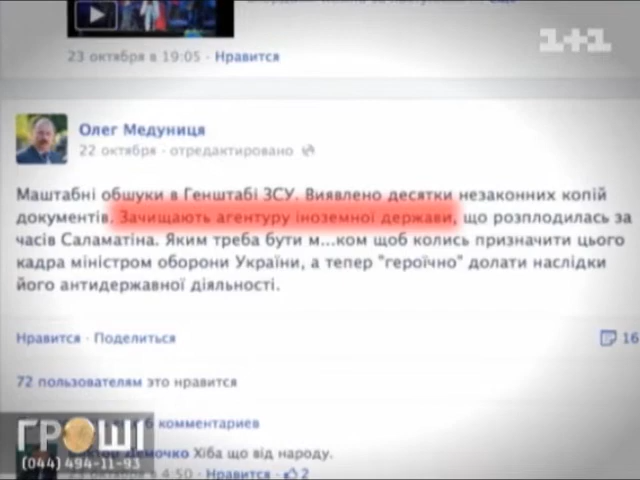 1+1
23 октября в 19:05 · Нравится
Олег Медуниця
22 октября · отредактировано
Маштабні обшуки в Генштабі ЗСУ. Виявлено десятки незаконних копій
документів. Зачищають агентуру іноземної держави, що розплодилась за
часів Саламатіна. Яким треба бути м...ком щоб колись призначити цього
кадра міністром оборони України, а тепер "героїчно" долати наслідки
його антидержавної діяльності.
Нравится · Поделиться
16
72 пользователям это нравится
6 комментариев
ГРОШІ
(044) 494-11-93
Демочко Хіба що від народу.
в 4:50 · Нравится · 2